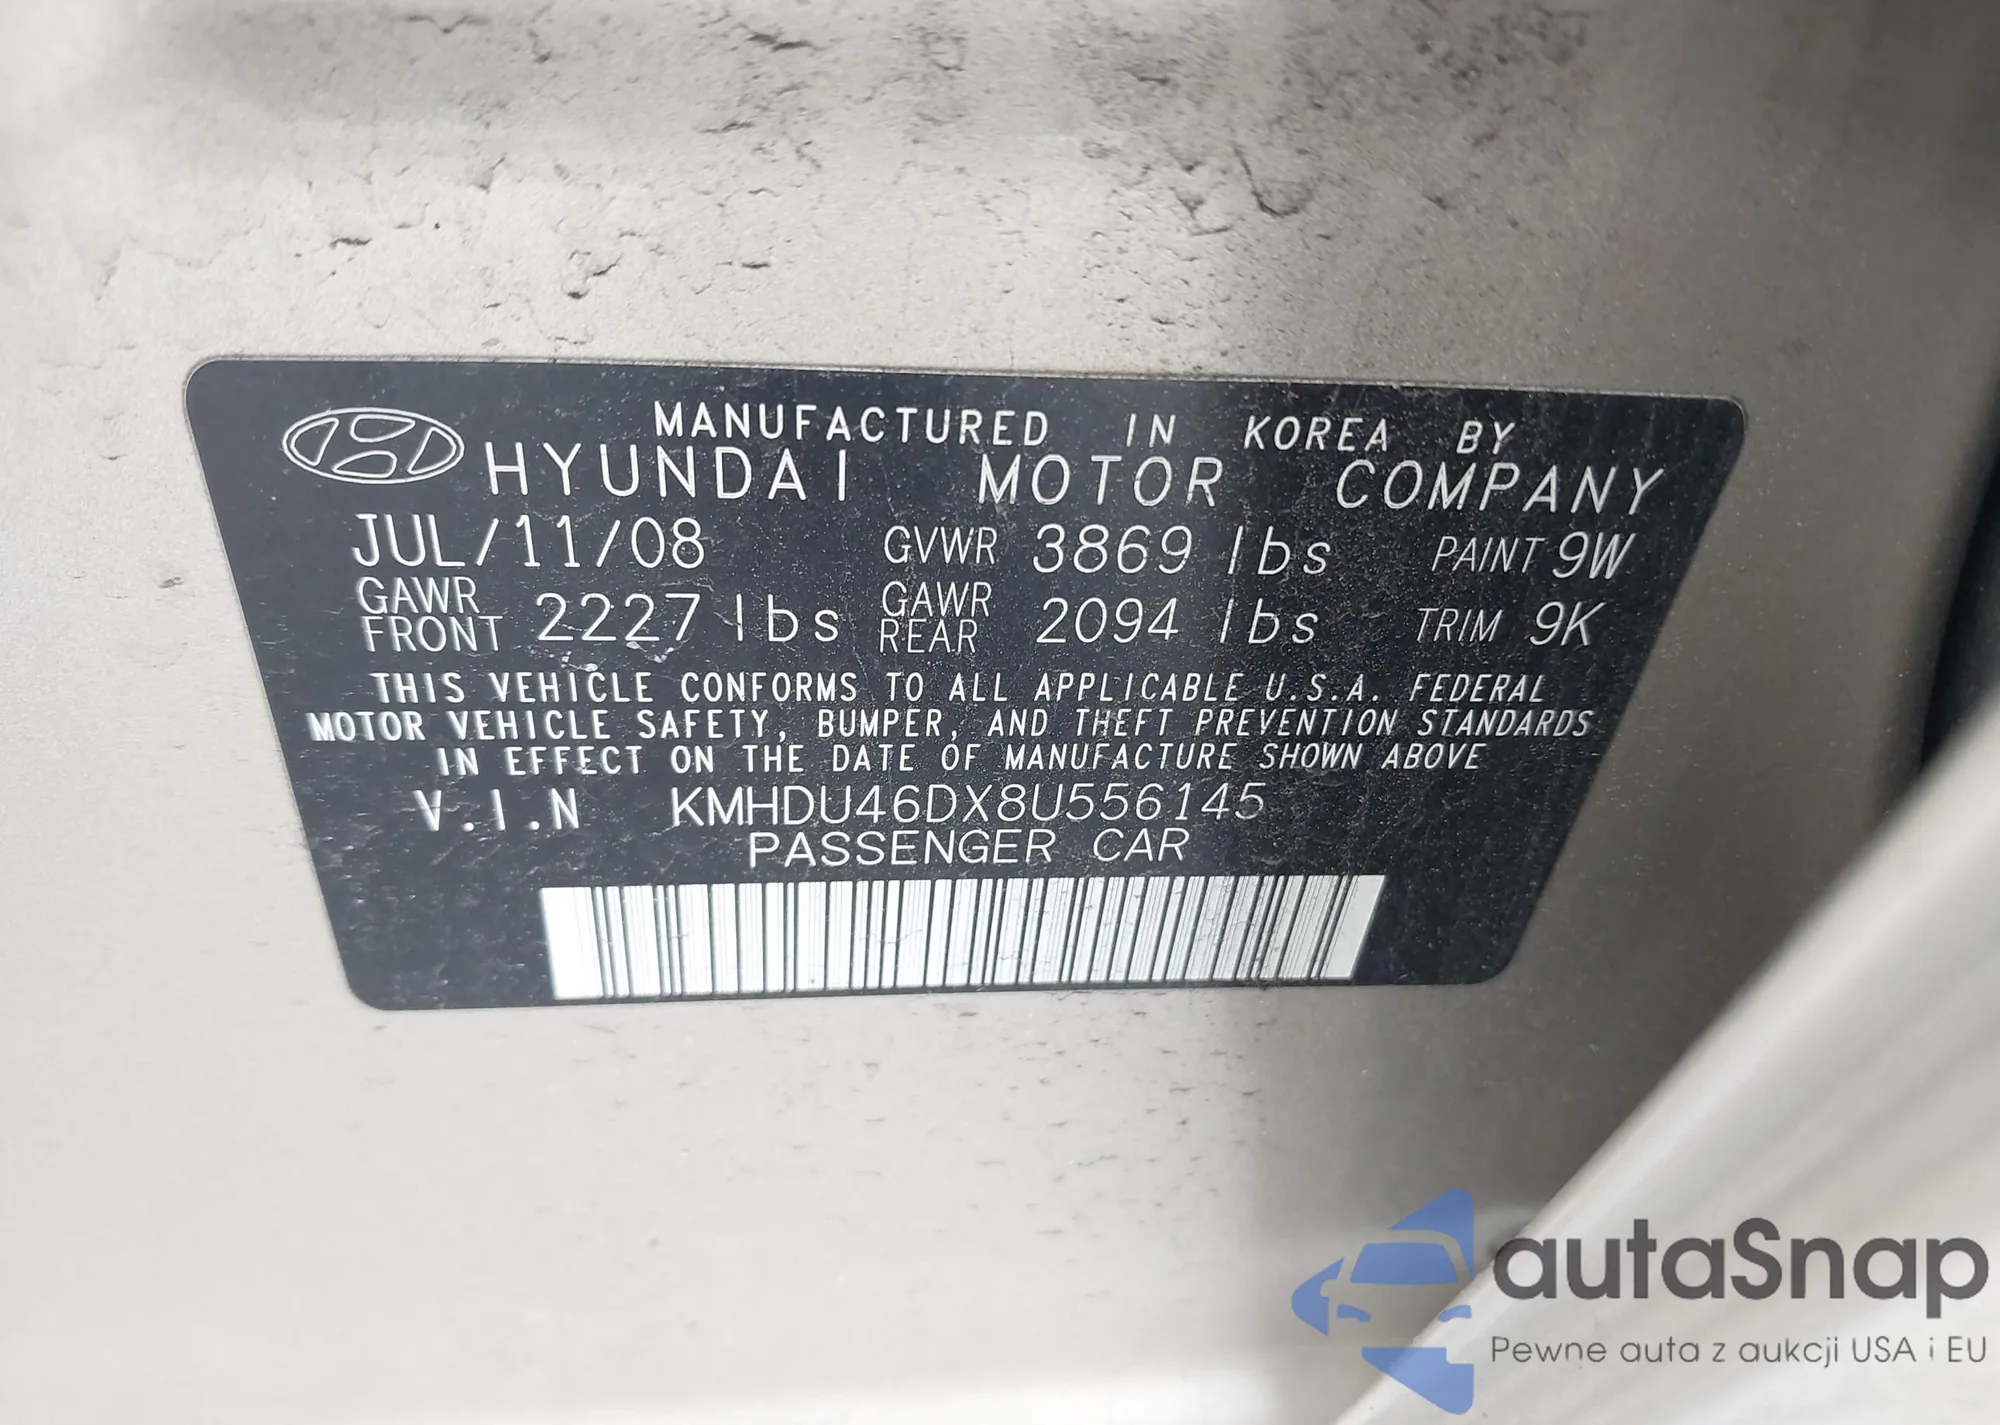 MANUFACTURED IN KOREA BY
HYUNDAI MOTOR COMPANY
JUL/11/08 GVWR 3869 lbs PAINT 9W
GAWR FRONT 2227 lbs GAWR REAR 2094 lbs TRIM 9K
THIS VEHICLE CONFORMS TO ALL APPLICABLE U.S.A. FEDERAL
MOTOR VEHICLE SAFETY, BUMPER, AND THEFT PREVENTION STANDARDS
IN EFFECT ON THE DATE OF MANUFACTURE SHOWN ABOVE
V.I.N KMHDU46DX8U556145
PASSENGER CAR
autaSnap
Pewne auta z aukcji USA i EU